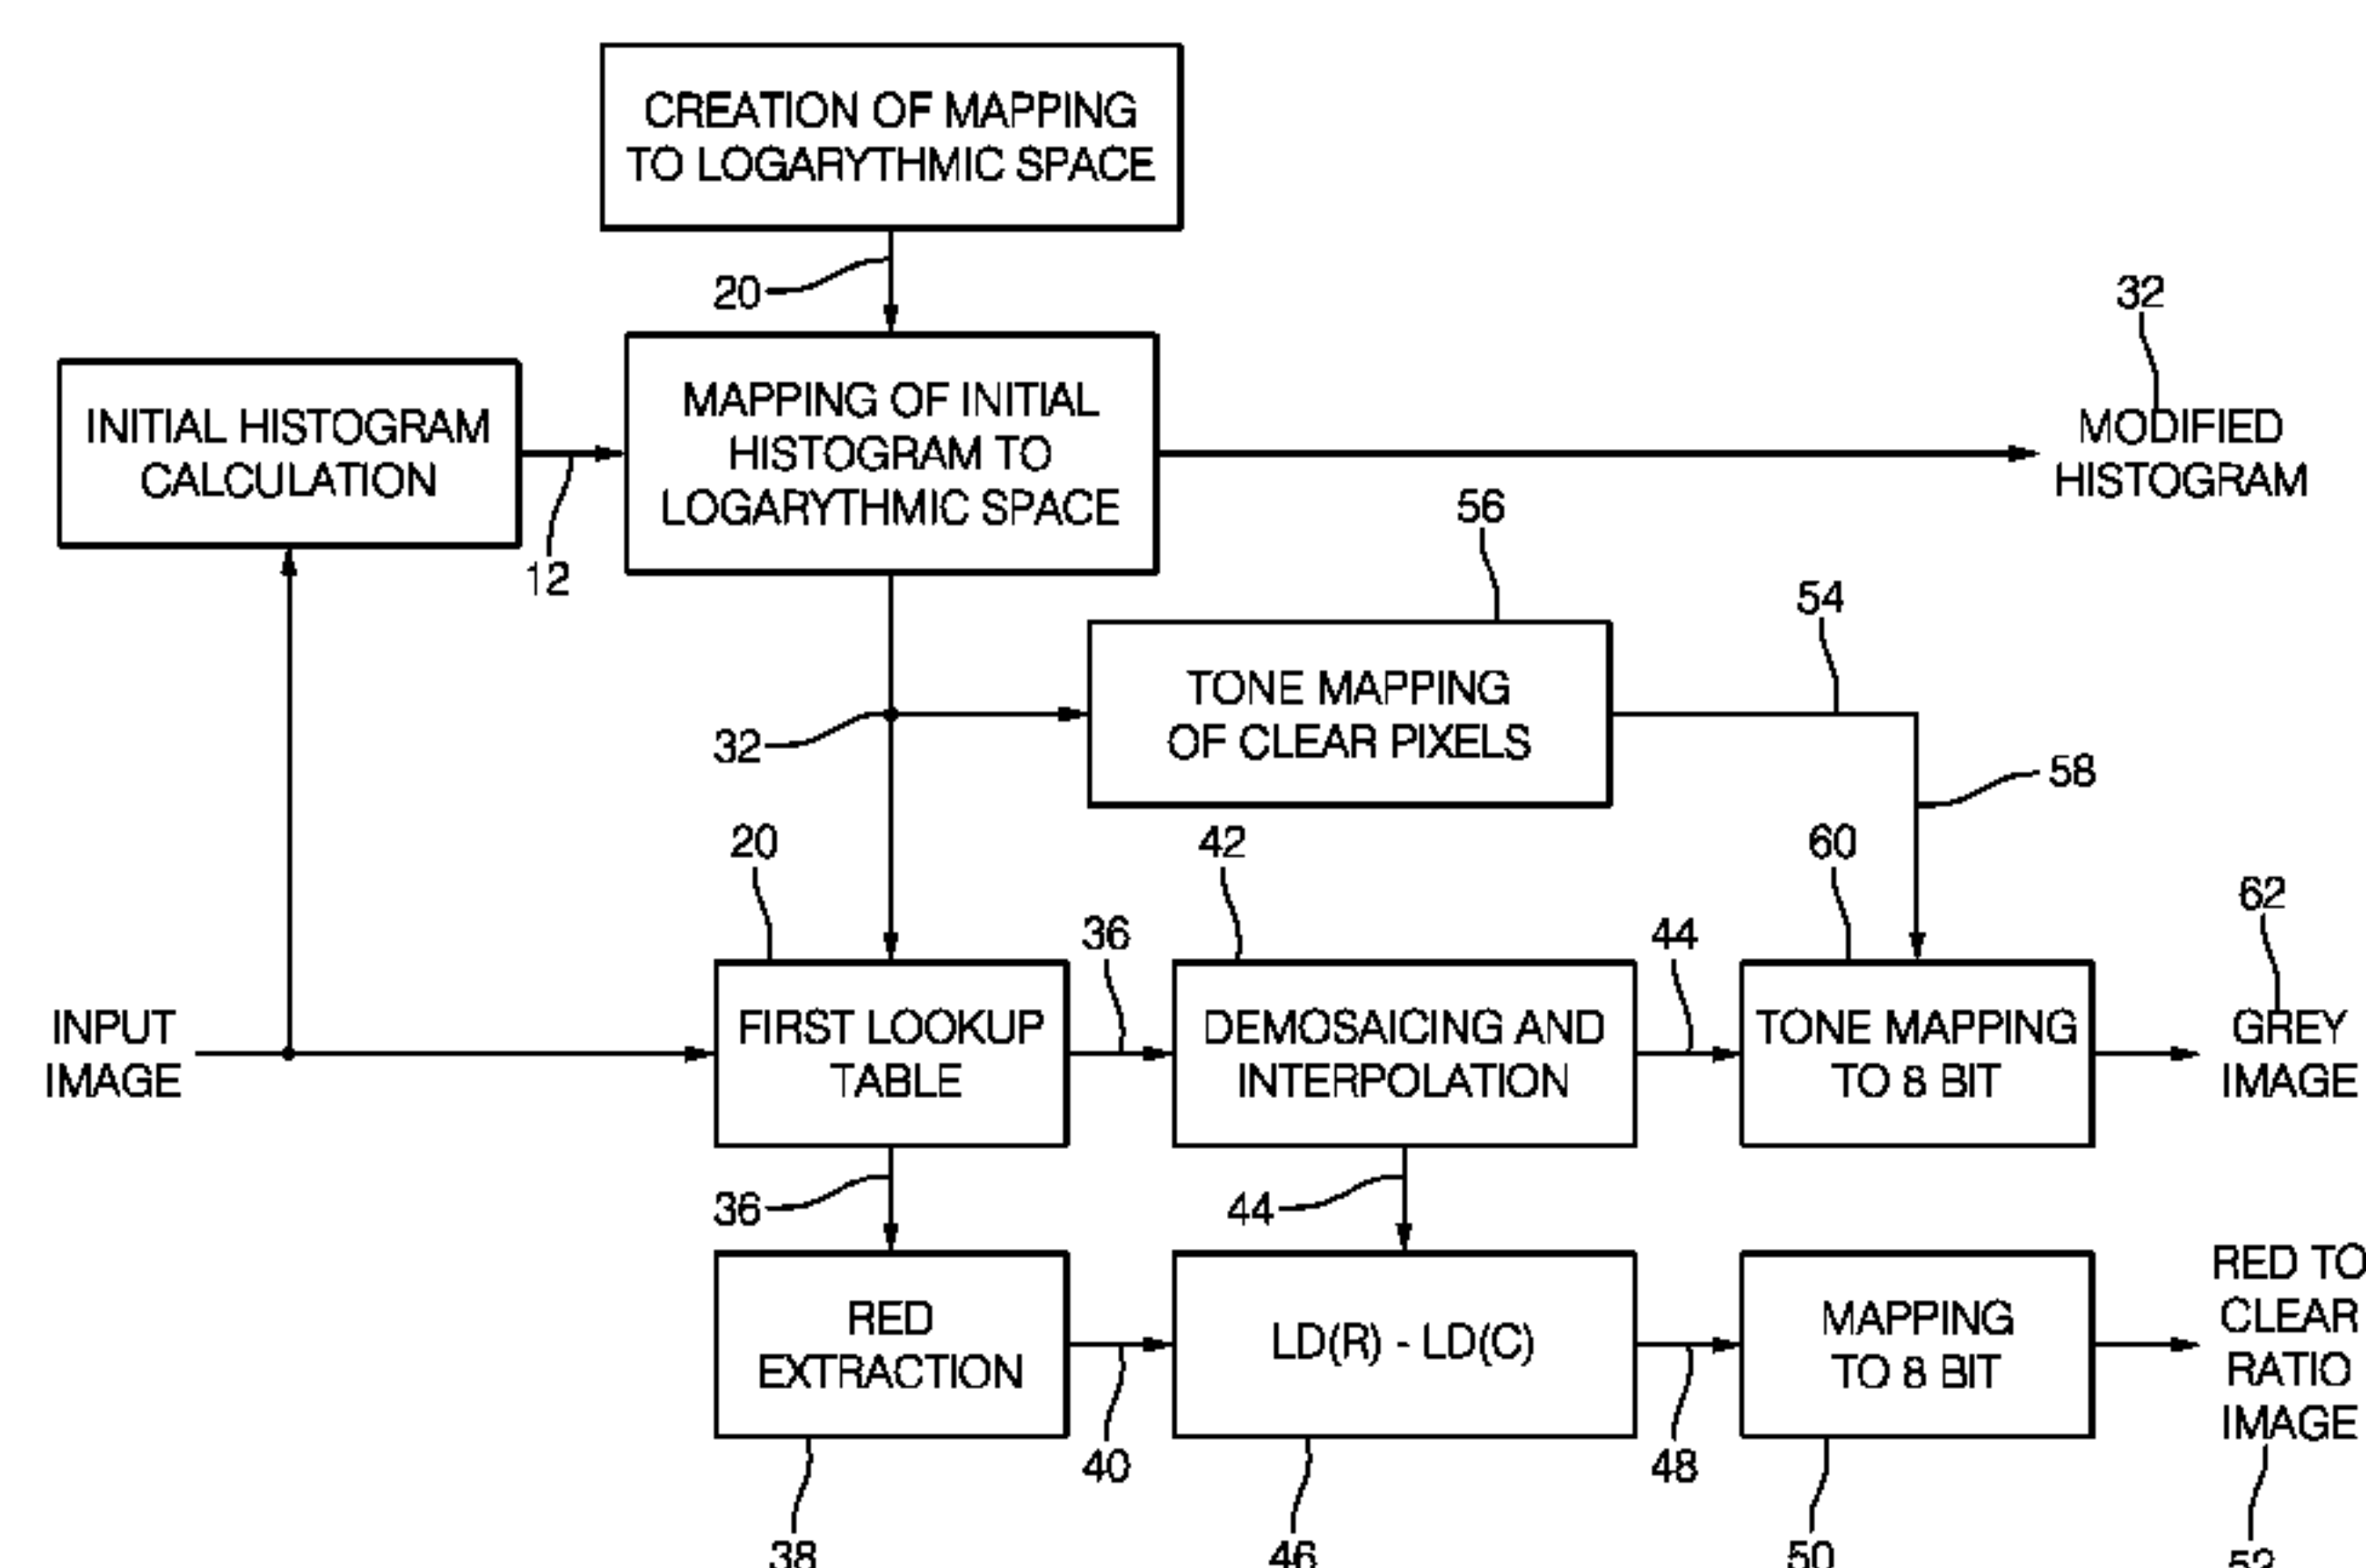 CREATION OF MAPPING
TO LOGARYTHMIC SPACE
20
32
INITIAL HISTOGRAM
CALCULATION
12
MAPPING OF INITIAL
HISTOGRAM TO
LOGARYTHMIC SPACE
MODIFIED
HISTOGRAM
56
54
TONE MAPPING
OF CLEAR PIXELS
32
58
20
42
60
62
36
44
INPUT
IMAGE
FIRST LOOKUP
TABLE
DEMOSAICING AND
INTERPOLATION
TONE MAPPING
TO 8 BIT
GREY
IMAGE
36
44
RED
EXTRACTION
LD(R) - LD(C)
MAPPING
TO 8 BIT
RED TO
CLEAR
RATIO
IMAGE
40
48
38
46
50
52